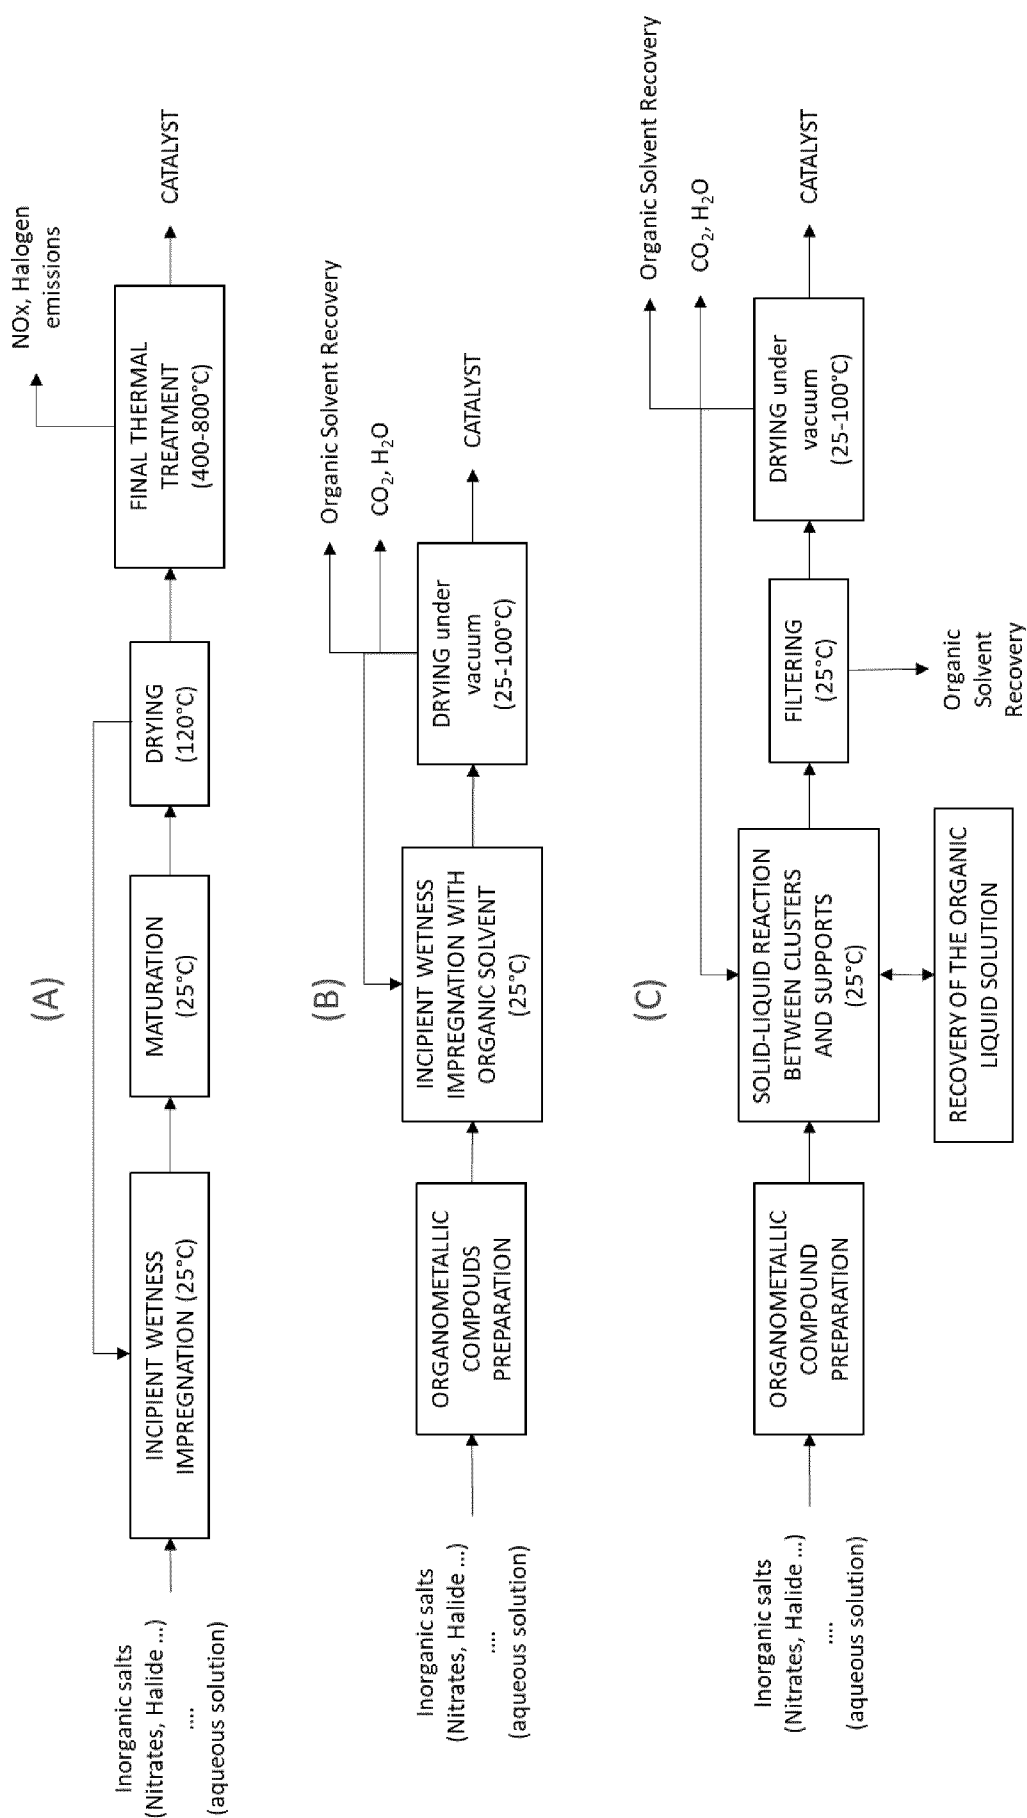 (A)
Inorganic salts
(Nitrates, Halide ...)
....
(aqueous solution)
INCIPIENT WETNESS
IMPREGNATION (25°C)
MATURATION
(25°C)
DRYING
(120°C)
FINAL THERMAL
TREATMENT
(400-800°C)
NOx, Halogen
emissions
CATALYST
(B)
Inorganic salts
(Nitrates, Halide ...)
....
(aqueous solution)
ORGANOMETALLIC
COMPOUDS
PREPARATION
INCIPIENT WETNESS
IMPREGNATION WITH
ORGANIC SOLVENT
(25°C)
DRYING under
vacuum
(25-100°C)
Organic Solvent Recovery
CO₂, H₂O
CATALYST
(C)
Inorganic salts
(Nitrates, Halide ...)
....
(aqueous solution)
ORGANOMETALLIC
COMPOUND
PREPARATION
SOLID-LIQUID REACTION
BETWEEN CLUSTERS
AND SUPPORTS
(25°C)
RECOVERY OF THE ORGANIC
LIQUID SOLUTION
FILTERING
(25°C)
Organic
Solvent
Recovery
DRYING under
vacuum
(25-100°C)
Organic Solvent Recovery
CO₂, H₂O
CATALYST